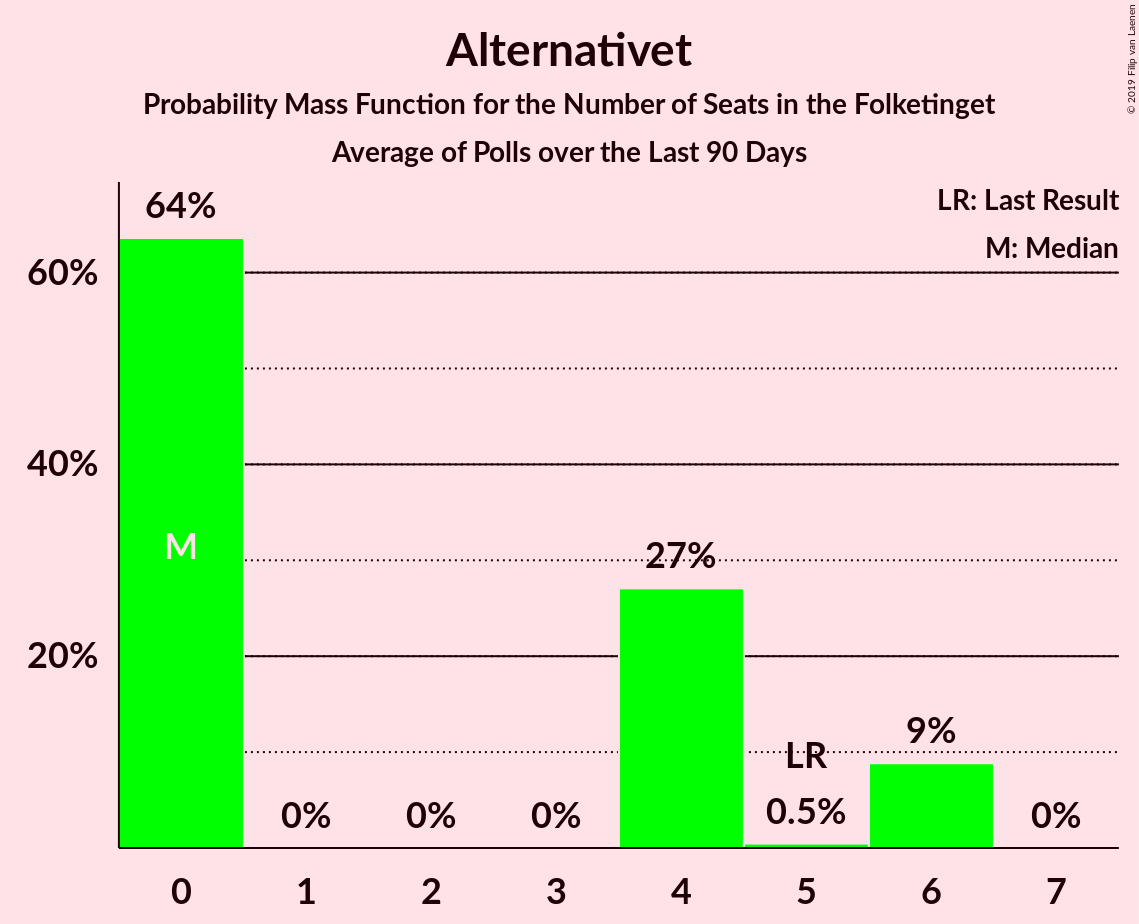 Alternativet
Probability Mass Function for the Number of Seats in the Folketinget
Average of Polls over the Last 90 Days
© 2019 Filip van Laenen
LR: Last Result
M: Median
64%
60%
40%
20%
M
0%
0%
0%
27%
LR
0.5%
9%
0%
0 1 2 3 4 5 6 7